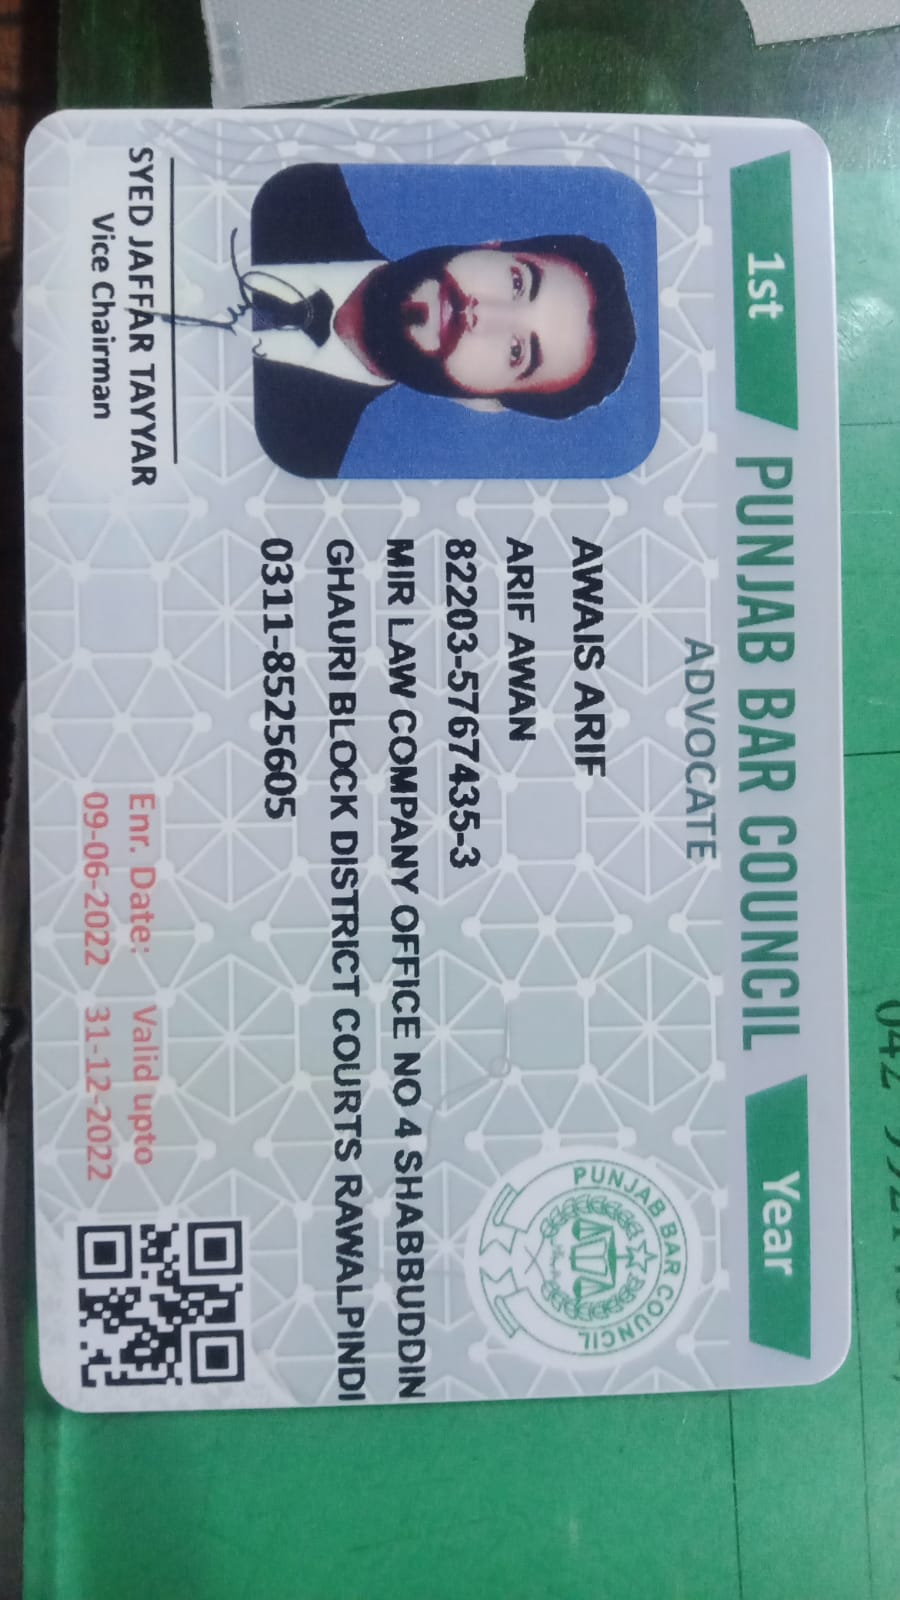 1st PUNJAB BAR COUNCIL Year
ADVOCATE
AWAIS ARIF
ARIF AWAN
82203-5767435-3
MIR LAW COMPANY OFFICE NO 4 SHABBUDDIN
GHAURI BLOCK DISTRICT COURTS RAWALPINDI
0311-8525605
PUNJAB BAR COUNCIL
SYED JAFFAR TAYYAR
Vice Chairman
Enr. Date: Valid upto
09-06-2022 31-12-2022
042